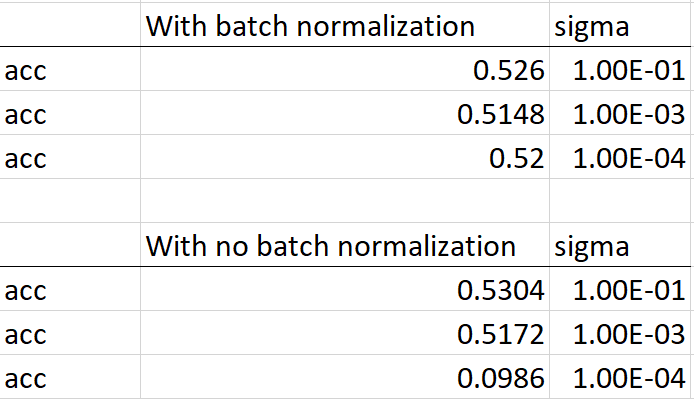 With batch normalization sigma
acc 0.526 1.00E-01
acc 0.5148 1.00E-03
acc 0.52 1.00E-04
With no batch normalization sigma
acc 0.5304 1.00E-01
acc 0.5172 1.00E-03
acc 0.0986 1.00E-04